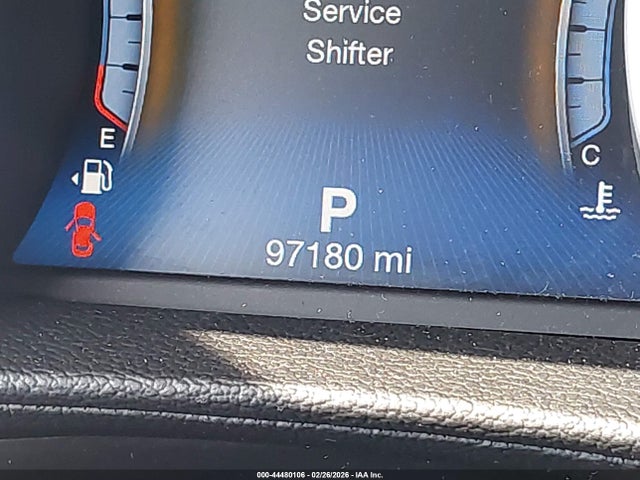 Service
Shifter
E
C
P
97180 mi
000-44480106 - 02/26/2026 - IAA Inc.